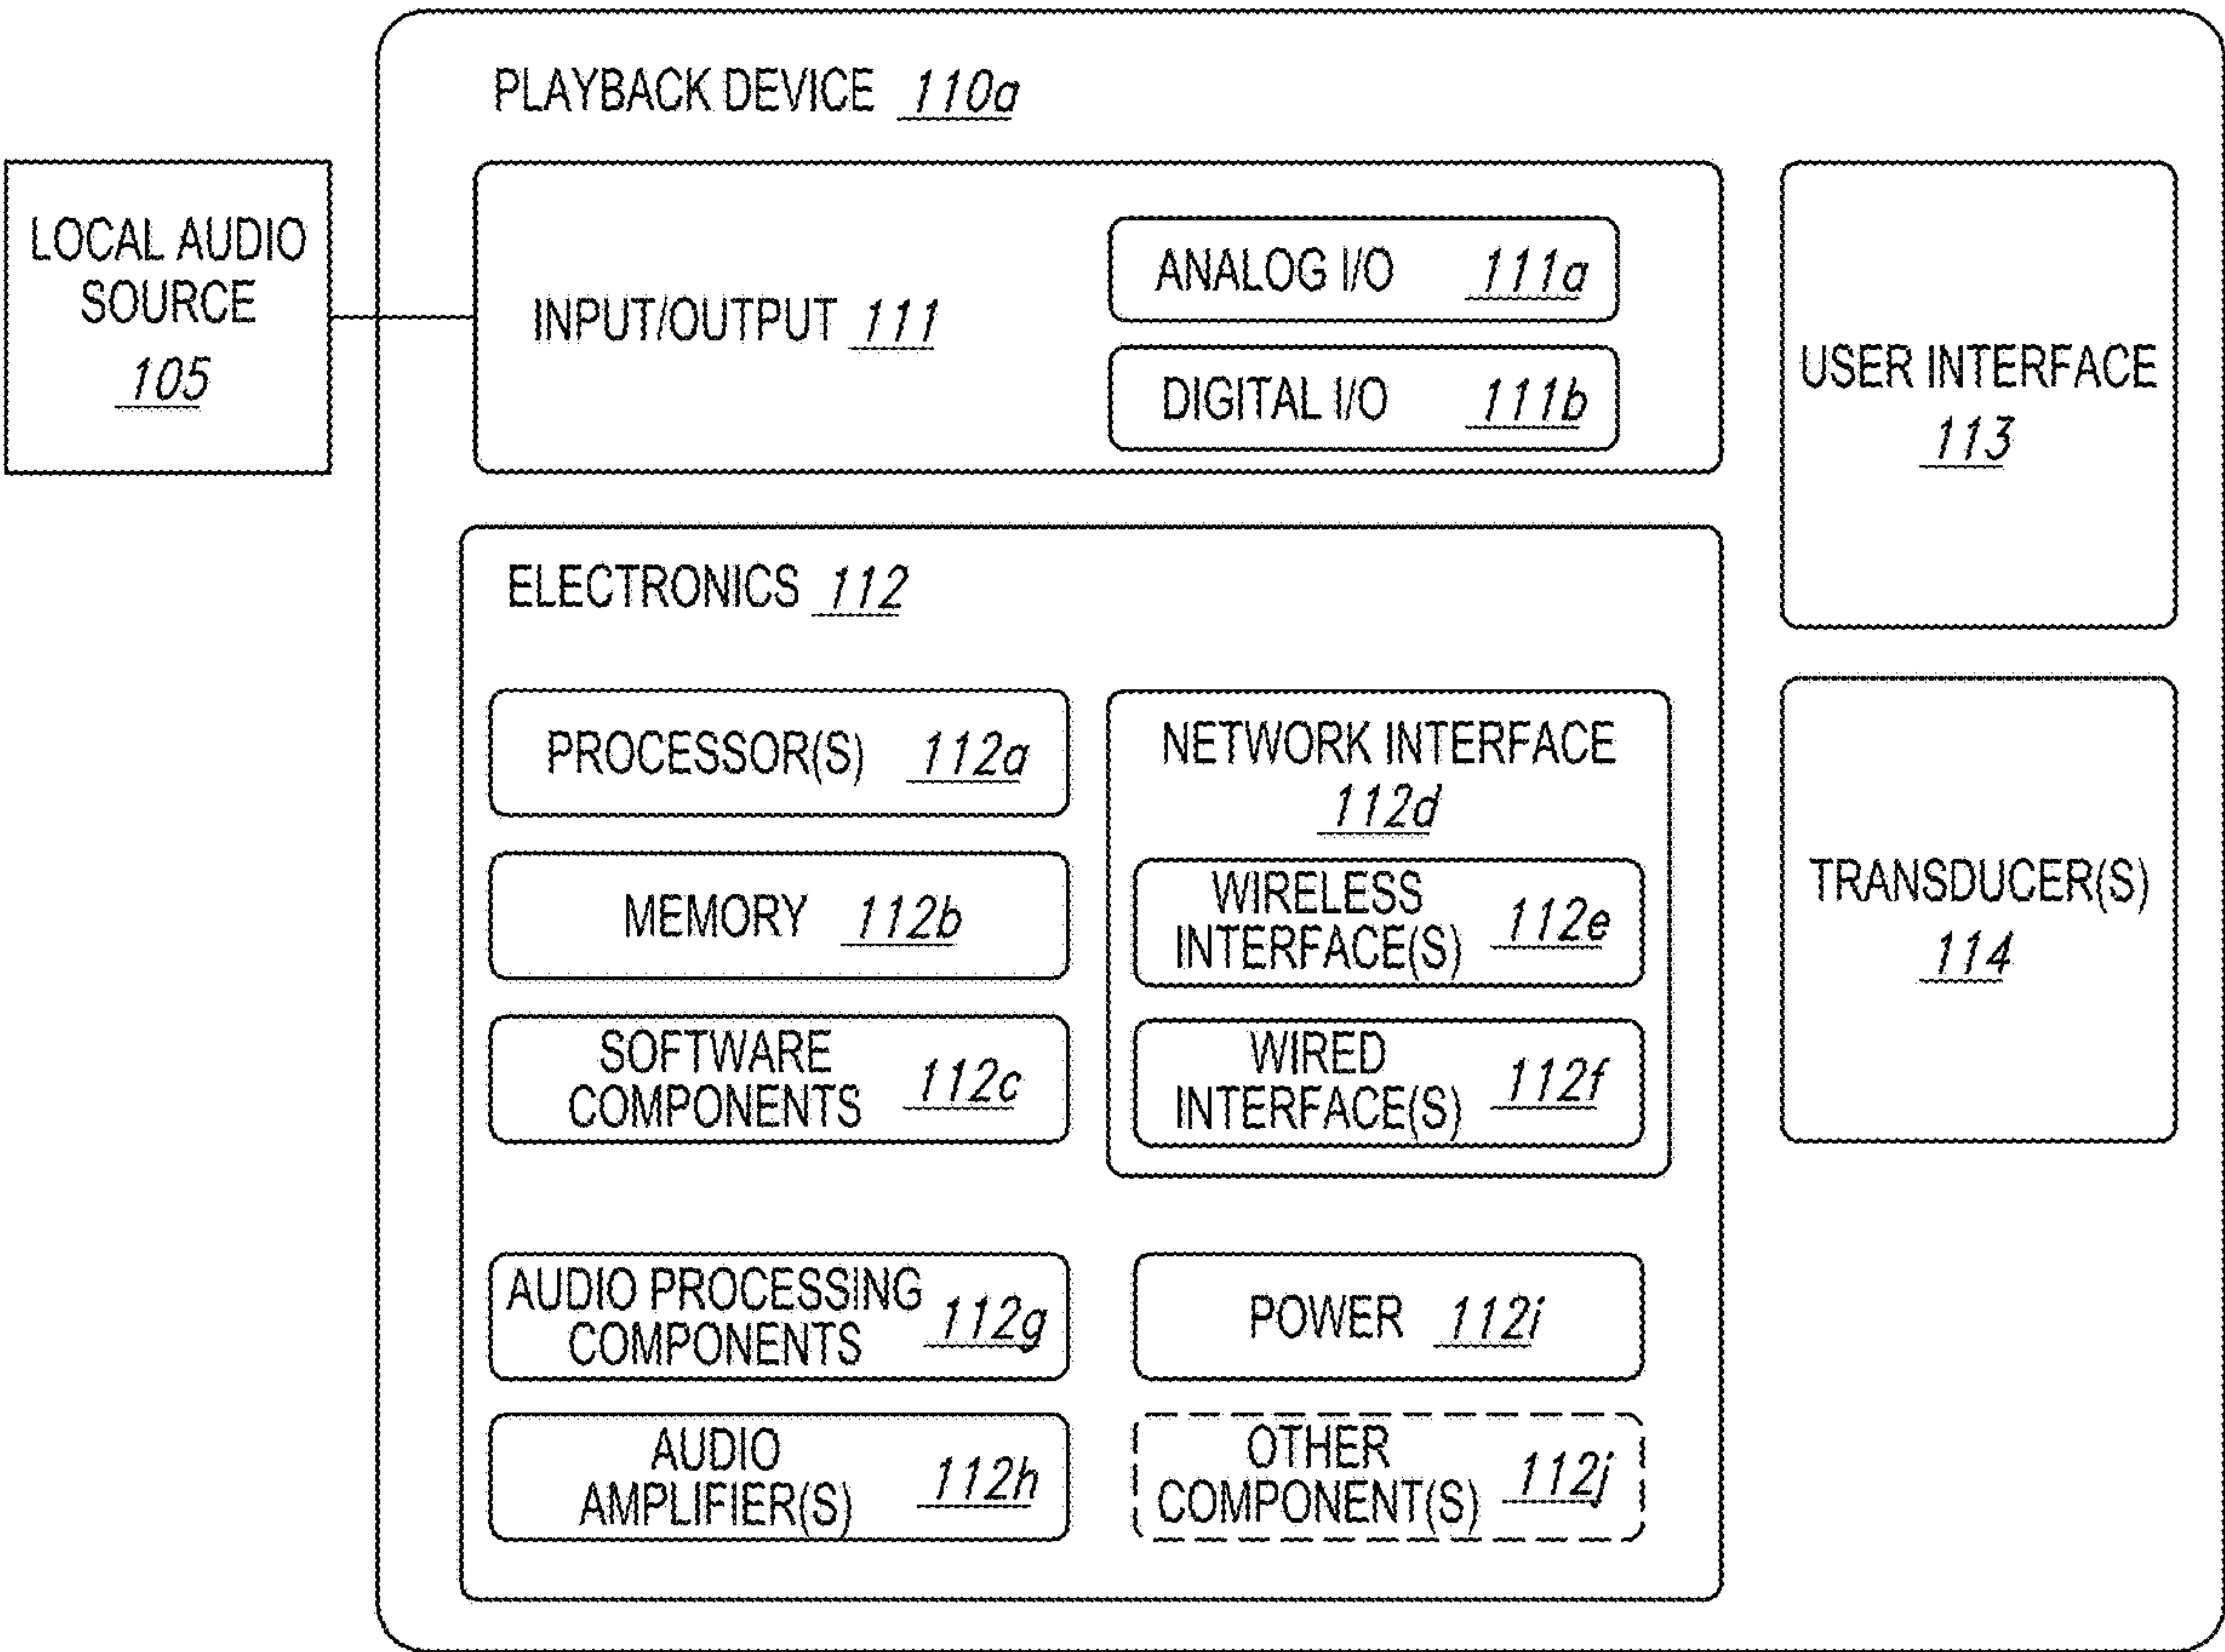 PLAYBACK DEVICE 110a
LOCAL AUDIO
SOURCE
105
INPUT/OUTPUT 111
ANALOG I/O 111a
DIGITAL I/O 111b
USER INTERFACE
113
ELECTRONICS 112
PROCESSOR(S) 112a
MEMORY 112b
SOFTWARE
COMPONENTS 112c
NETWORK INTERFACE
112d
WIRELESS
INTERFACE(S) 112e
WIRED
INTERFACE(S) 112f
TRANSDUCER(S)
114
AUDIO PROCESSING
COMPONENTS 112g
POWER 112i
AUDIO
AMPLIFIER(S) 112h
OTHER
COMPONENT(S) 112j